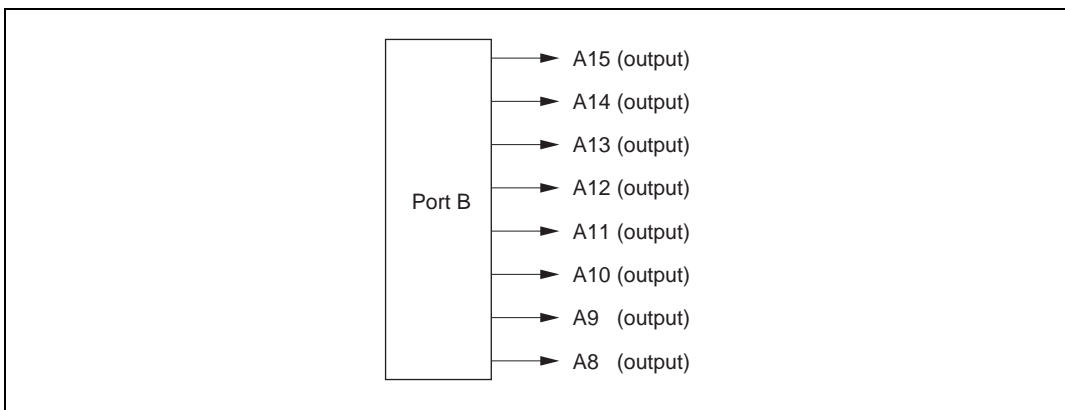 A15 (output)
A14 (output)
A13 (output)
A12 (output)
Port B
A11 (output)
A10 (output)
A9 (output)
A8 (output)